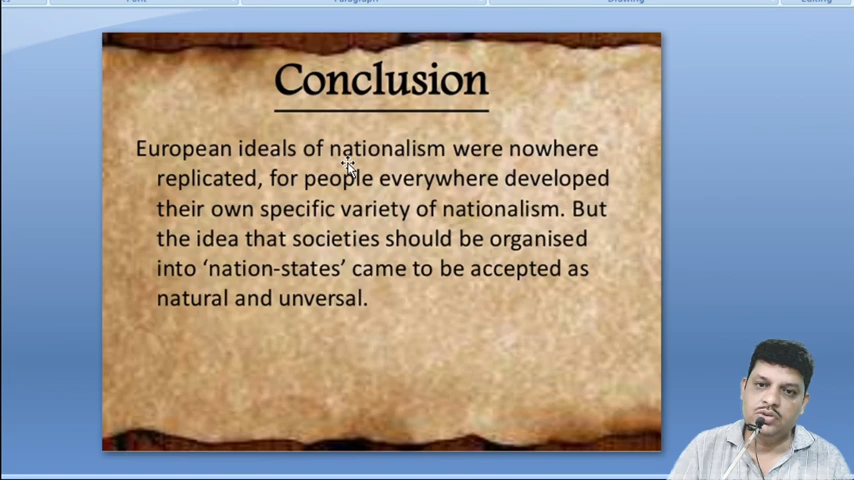 Conclusion
European ideals of nationalism were nowhere
replicated, for people everywhere developed
their own specific variety of nationalism. But
the idea that societies should be organised
into ‘nation-states’ came to be accepted as
natural and unversal.